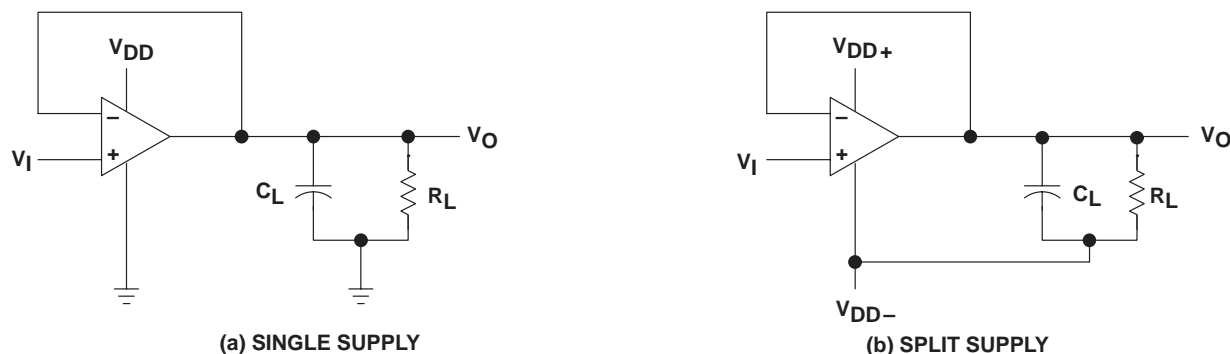 VDD
−
+
VI
CL
RL
VO
(a) SINGLE SUPPLY
VDD+
−
+
VI
CL
RL
VO
VDD−
(b) SPLIT SUPPLY